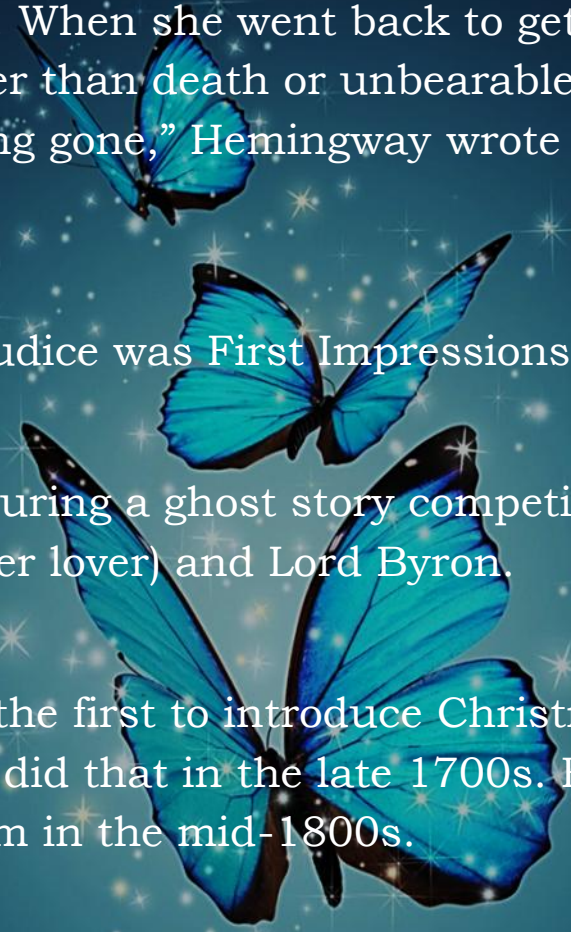 When she went back to get
er than death or unbearable
ng gone,” Hemingway wrote
udice was First Impressions
uring a ghost story competi
er lover) and Lord Byron.
the first to introduce Christ
did that in the late 1700s.
m in the mid-1800s.